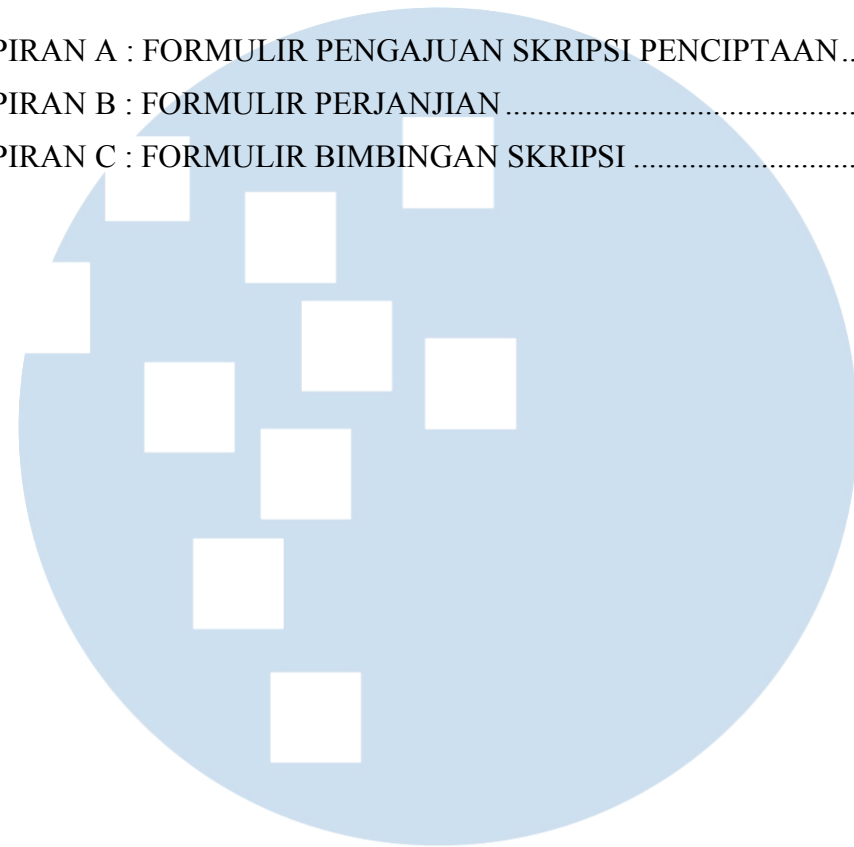 PIRAN A : FORMULIR PENGAJUAN SKRIPSI PENCIPTAAN..
PIRAN B : FORMULIR PERJANJIAN............................................
PIRAN C : FORMULIR BIMBINGAN SKRIPSI ............................